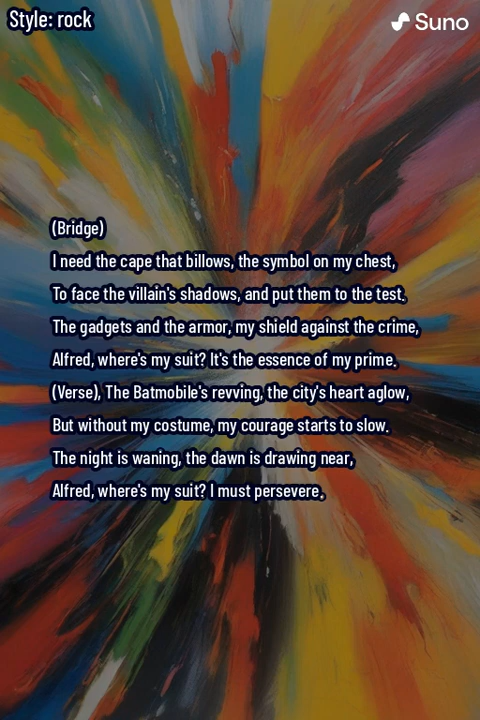 Style: rock
Suno
(Bridge)
I need the cape that billows, the symbol on my chest,
To face the villain's shadows, and put them to the test.
The gadgets and the armor, my shield against the crime,
Alfred, where's my suit? It's the essence of my prime.
(Verse), The Batmobile's revving, the city's heart aglow,
But without my costume, my courage starts to slow.
The night is waning, the dawn is drawing near,
Alfred, where's my suit? I must persevere.